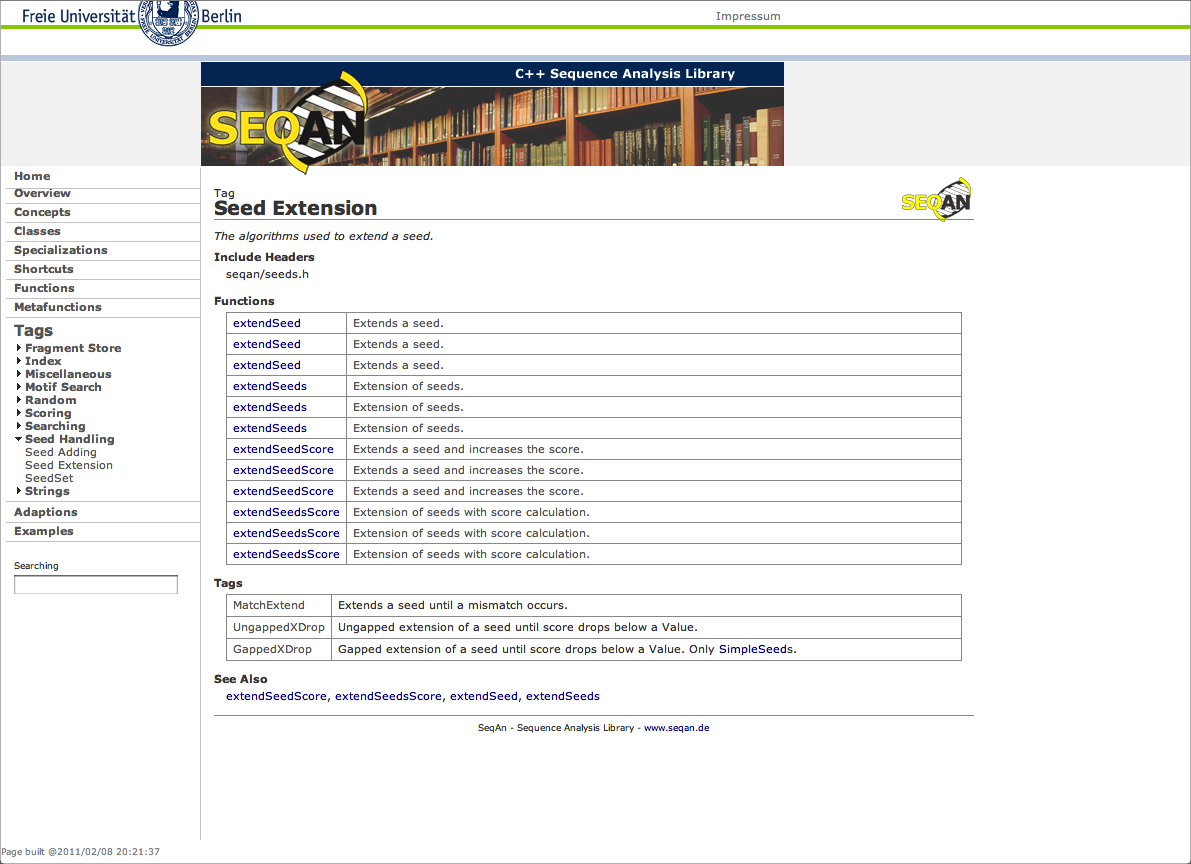 Freie Universität Berlin
Impressum
C++ Sequence Analysis Library
SEQAN
Home
Overview
Concepts
Classes
Specializations
Shortcuts
Functions
Metafunctions
Tags
Fragment Store
Index
Miscellaneous
Motif Search
Random
Scoring
Searching
Seed Handling
Seed Adding
Seed Extension
SeedSet
Strings
Adaptions
Examples
Searching
Tag
Seed Extension
SEQAN
The algorithms used to extend a seed.
Include Headers
seqan/seeds.h
Functions
extendSeed Extends a seed.
extendSeed Extends a seed.
extendSeed Extends a seed.
extendSeeds Extension of seeds.
extendSeeds Extension of seeds.
extendSeeds Extension of seeds.
extendSeedScore Extends a seed and increases the score.
extendSeedScore Extends a seed and increases the score.
extendSeedScore Extends a seed and increases the score.
extendSeedsScore Extension of seeds with score calculation.
extendSeedsScore Extension of seeds with score calculation.
extendSeedsScore Extension of seeds with score calculation.
Tags
MatchExtend Extends a seed until a mismatch occurs.
UngappedXDrop Ungapped extension of a seed until score drops below a Value.
GappedXDrop Gapped extension of a seed until score drops below a Value. Only SimpleSeeds.
See Also
extendSeedScore, extendSeedsScore, extendSeed, extendSeeds
SeqAn - Sequence Analysis Library - www.seqan.de
Page built @2011/02/08 20:21:37